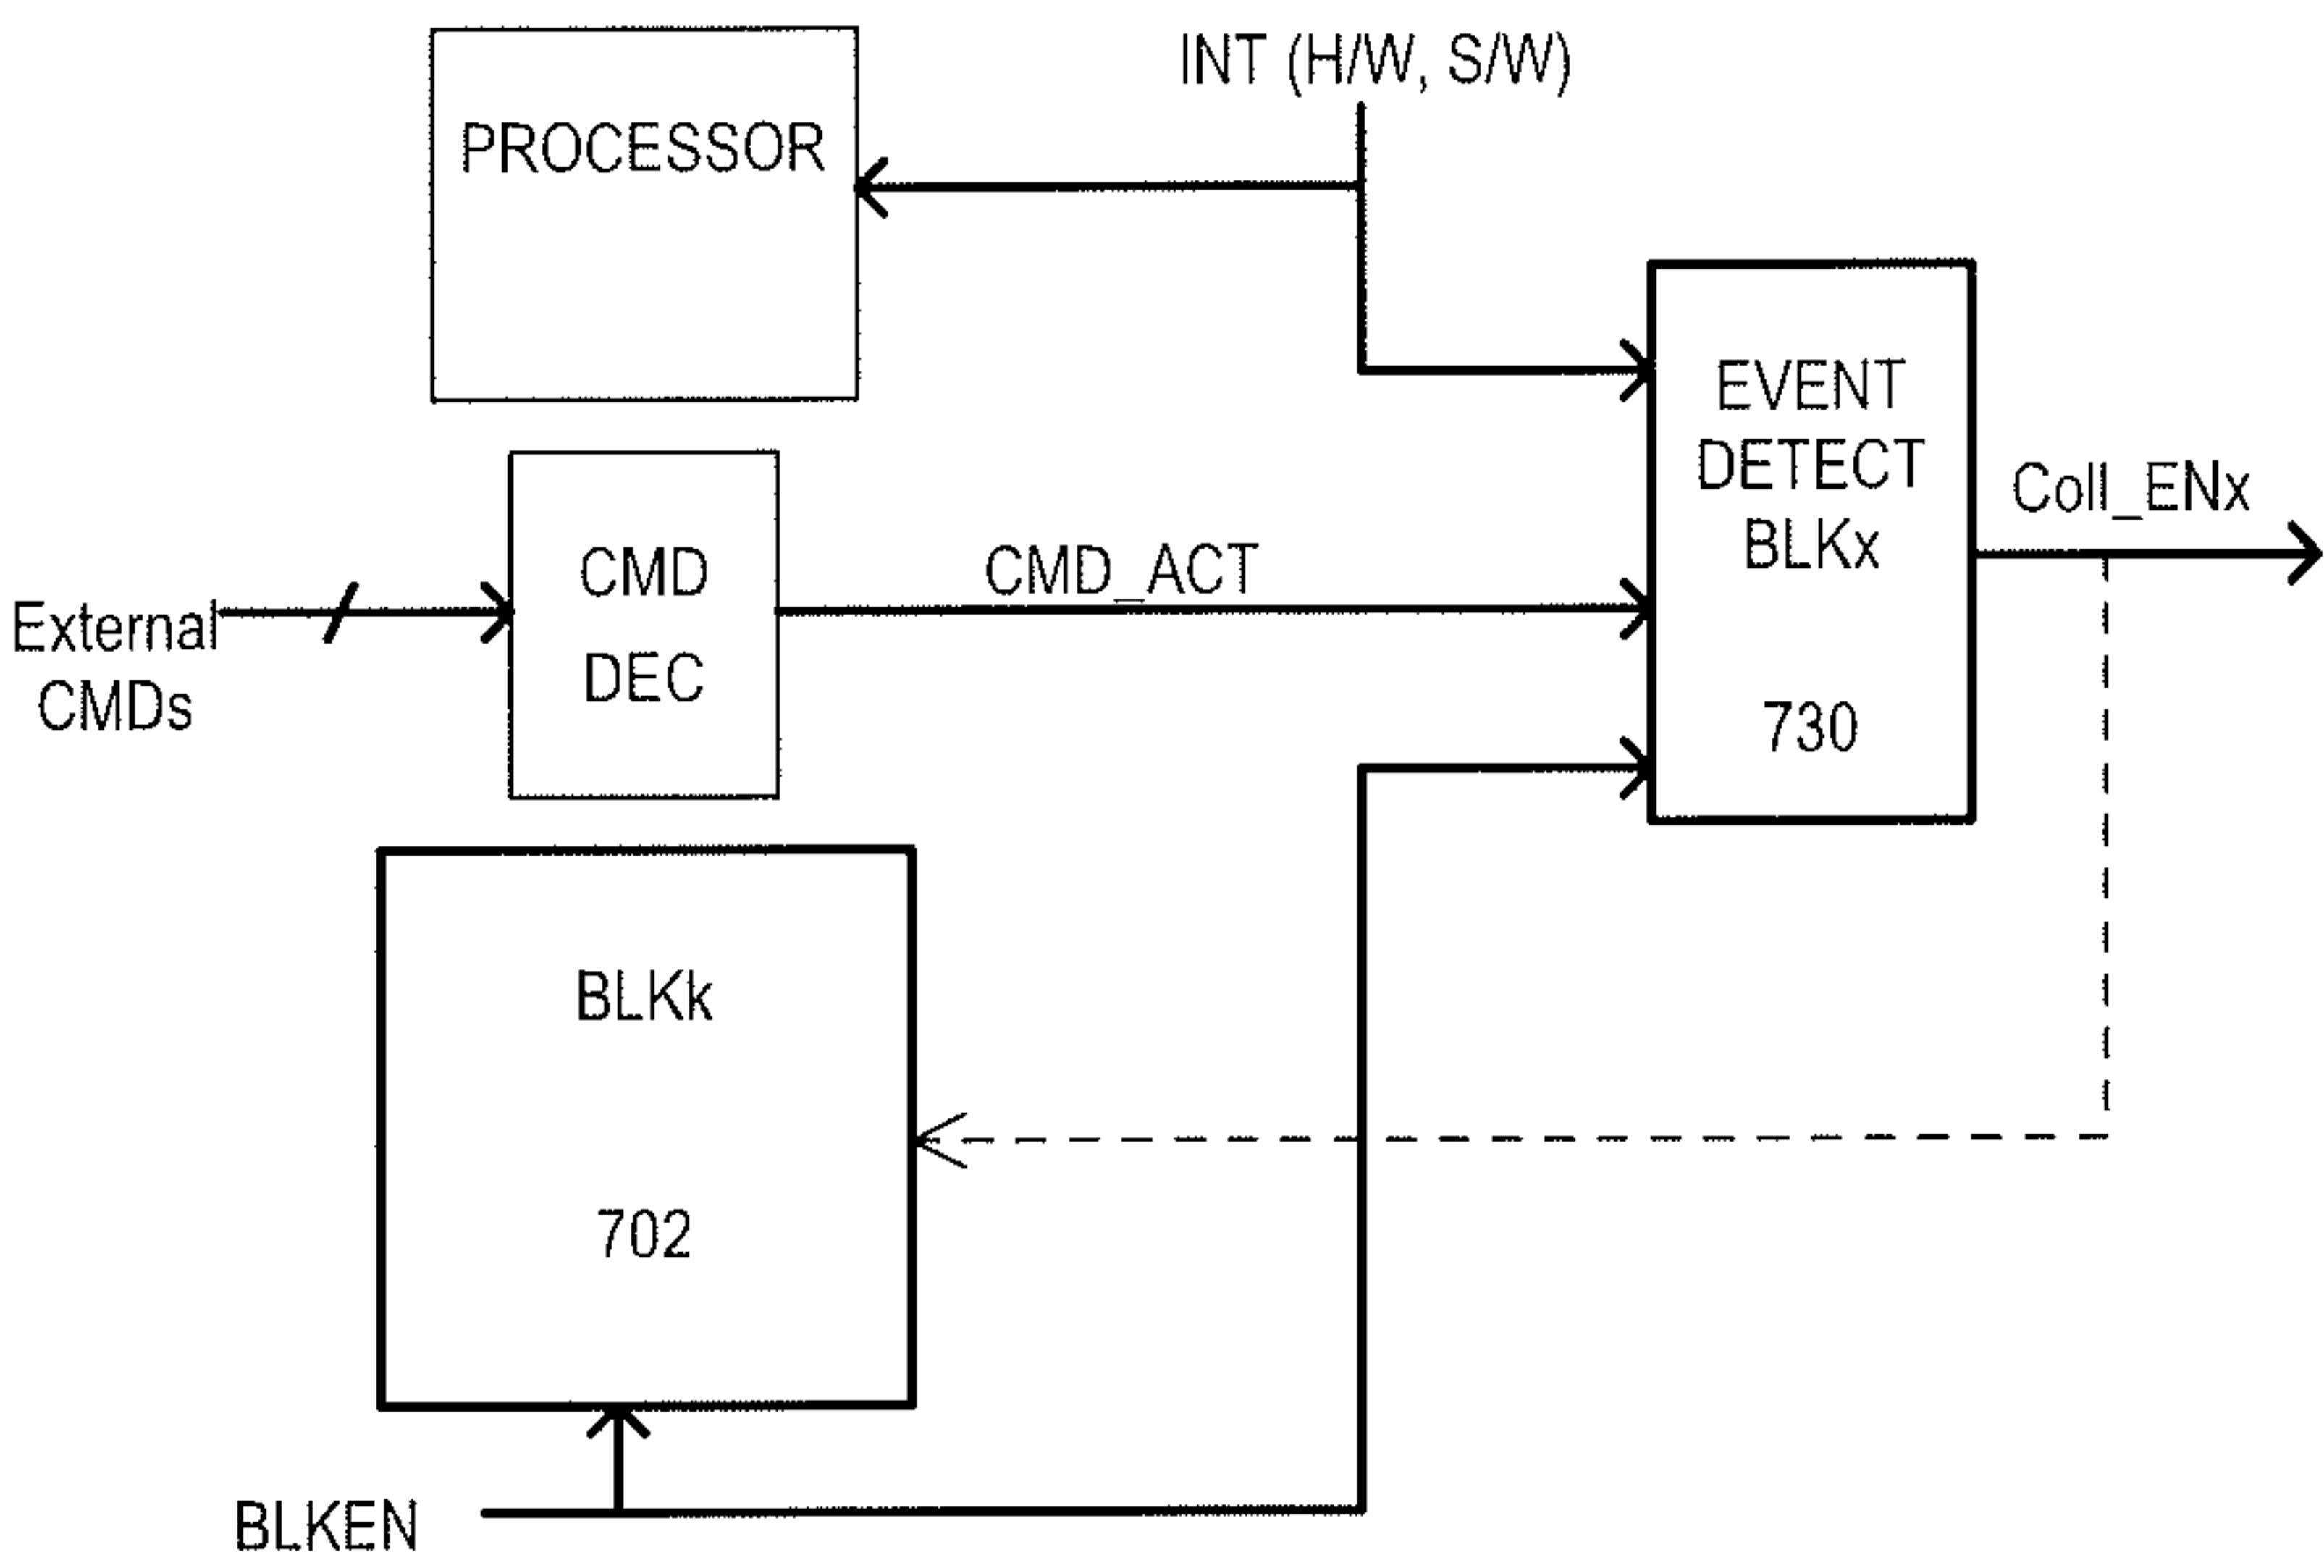 INT (H/W, S/W)
PROCESSOR
EVENT
DETECT
BLKx
730
Coll_ENx
CMD
DEC
CMD_ACT
External
CMDs
BLKk
702
BLKEN